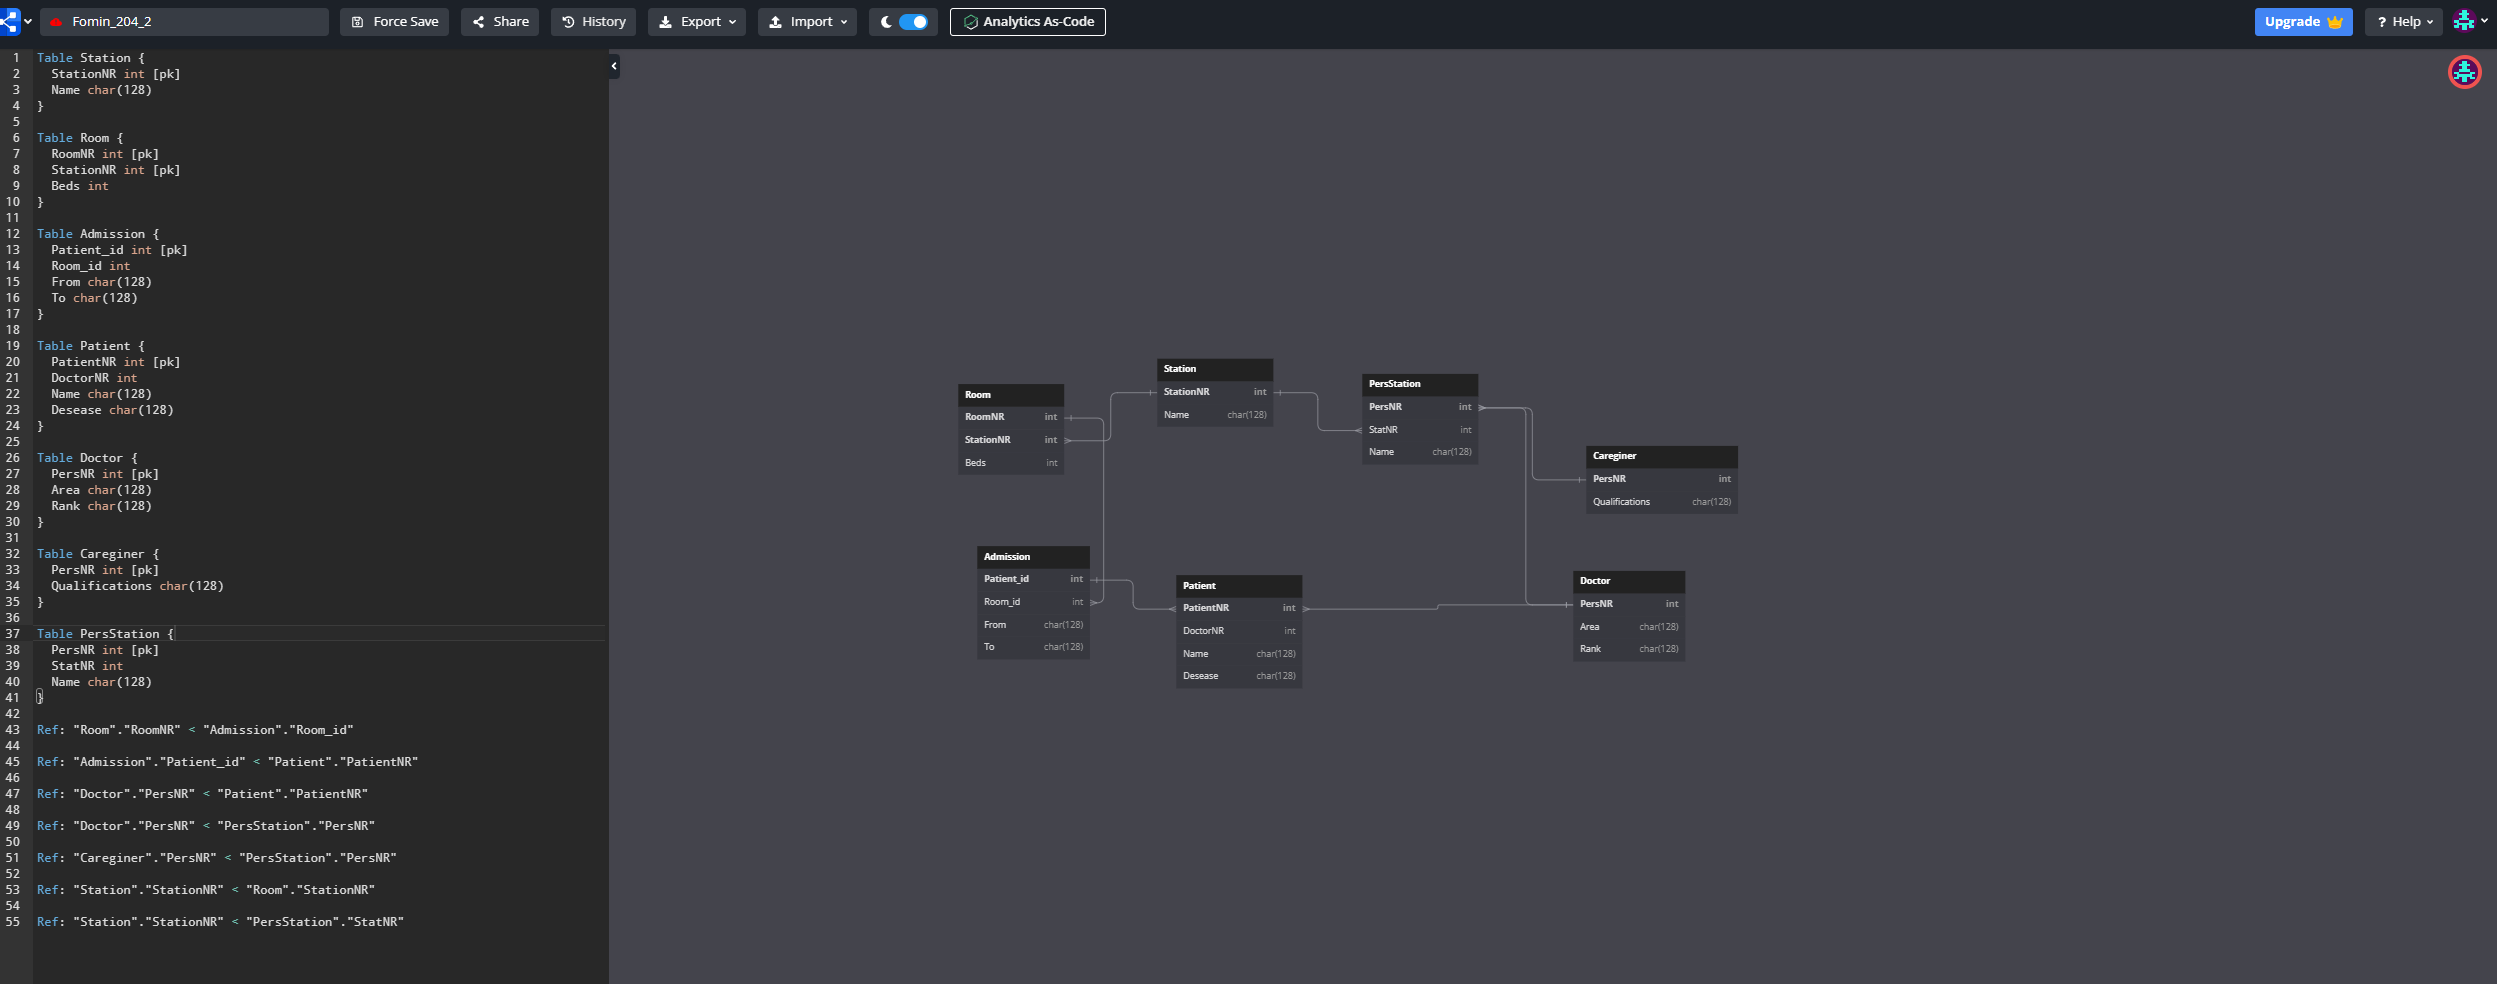 Fomin_204_2
Force Save
Share
History
Export
Import
Analytics As-Code
Upgrade
? Help
1 Table Station {
2 StationNR int [pk]
3 Name char(128)
4 }
5
6 Table Room {
7 RoomNR int [pk]
8 StationNR int [pk]
9 Beds int
10 }
11
12 Table Admission {
13 Patient_id int [pk]
14 Room_id int
15 From char(128)
16 To char(128)
17 }
18
19 Table Patient {
20 PatientNR int [pk]
21 DoctorNR int
22 Name char(128)
23 Desease char(128)
24 }
25
26 Table Doctor {
27 PersNR int [pk]
28 Area char(128)
29 Rank char(128)
30 }
31
32 Table Careginer {
33 PersNR int [pk]
34 Qualifications char(128)
35 }
36
37 Table PersStation {
38 PersNR int [pk]
39 StatNR int
40 Name char(128)
41 }
42
43 Ref: "Room"."RoomNR" < "Admission"."Room_id"
44
45 Ref: "Admission"."Patient_id" < "Patient"."PatientNR"
46
47 Ref: "Doctor"."PersNR" < "Patient"."PatientNR"
48
49 Ref: "Doctor"."PersNR" < "PersStation"."PersNR"
50
51 Ref: "Careginer"."PersNR" < "PersStation"."PersNR"
52
53 Ref: "Station"."StationNR" < "Room"."StationNR"
54
55 Ref: "Station"."StationNR" < "PersStation"."StatNR"
Room
RoomNR int
StationNR int
Beds int
Station
StationNR int
Name char(128)
PersStation
PersNR int
StatNR int
Name char(128)
Careginer
PersNR int
Qualifications char(128)
Admission
Patient_id int
Room_id int
From char(128)
To char(128)
Patient
PatientNR int
DoctorNR int
Name char(128)
Desease char(128)
Doctor
PersNR int
Area char(128)
Rank char(128)